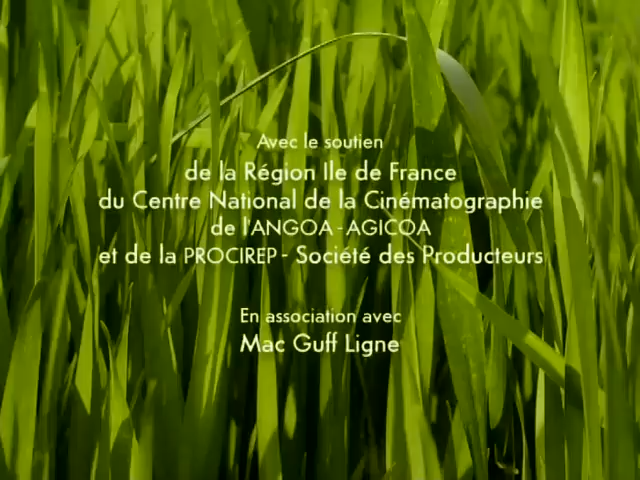 Avec le soutien
de la Région Ile de France
du Centre National de la Cinématographie
de l'ANGOA - AGICOA
et de la PROCIREP - Société des Producteurs
En association avec
Mac Guff Ligne